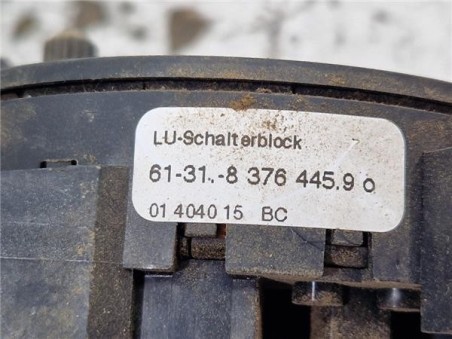 LU-Schalterblock
61-31.-8 376 445.9 o
01 4040 15 BC